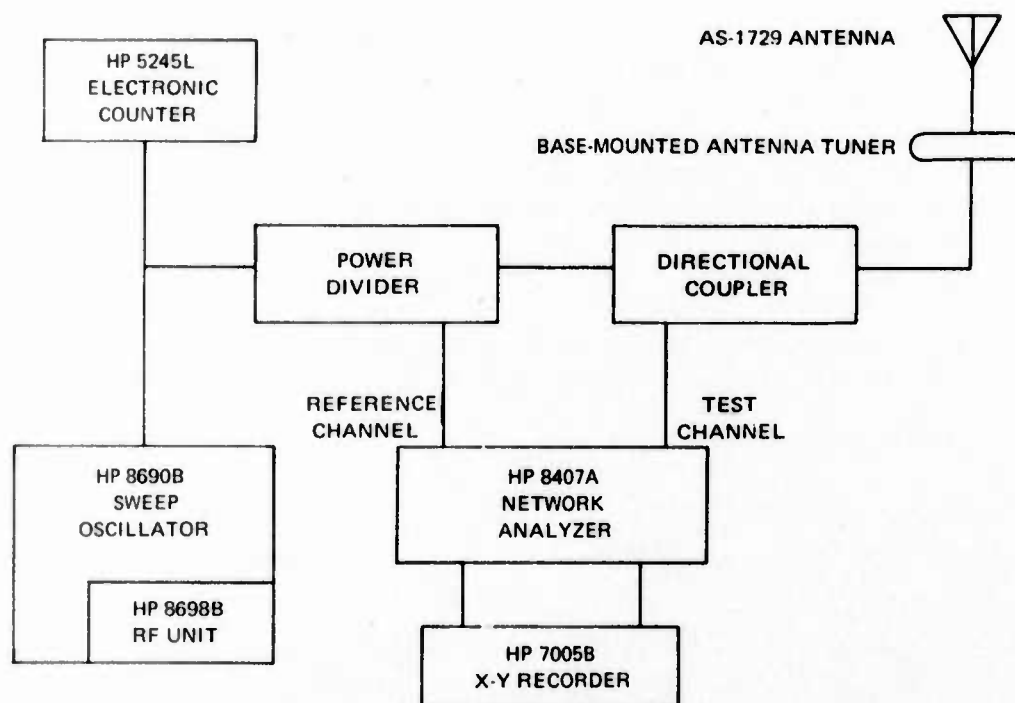 HP 5245L
ELECTRONIC
COUNTER
AS-1729 ANTENNA
BASE-MOUNTED ANTENNA TUNER
POWER
DIVIDER
DIRECTIONAL
COUPLER
REFERENCE
CHANNEL
TEST
CHANNEL
HP 8690B
SWEEP
OSCILLATOR
HP 8698B
RF UNIT
HP 8407A
NETWORK
ANALYZER
HP 7005B
X-Y RECORDER